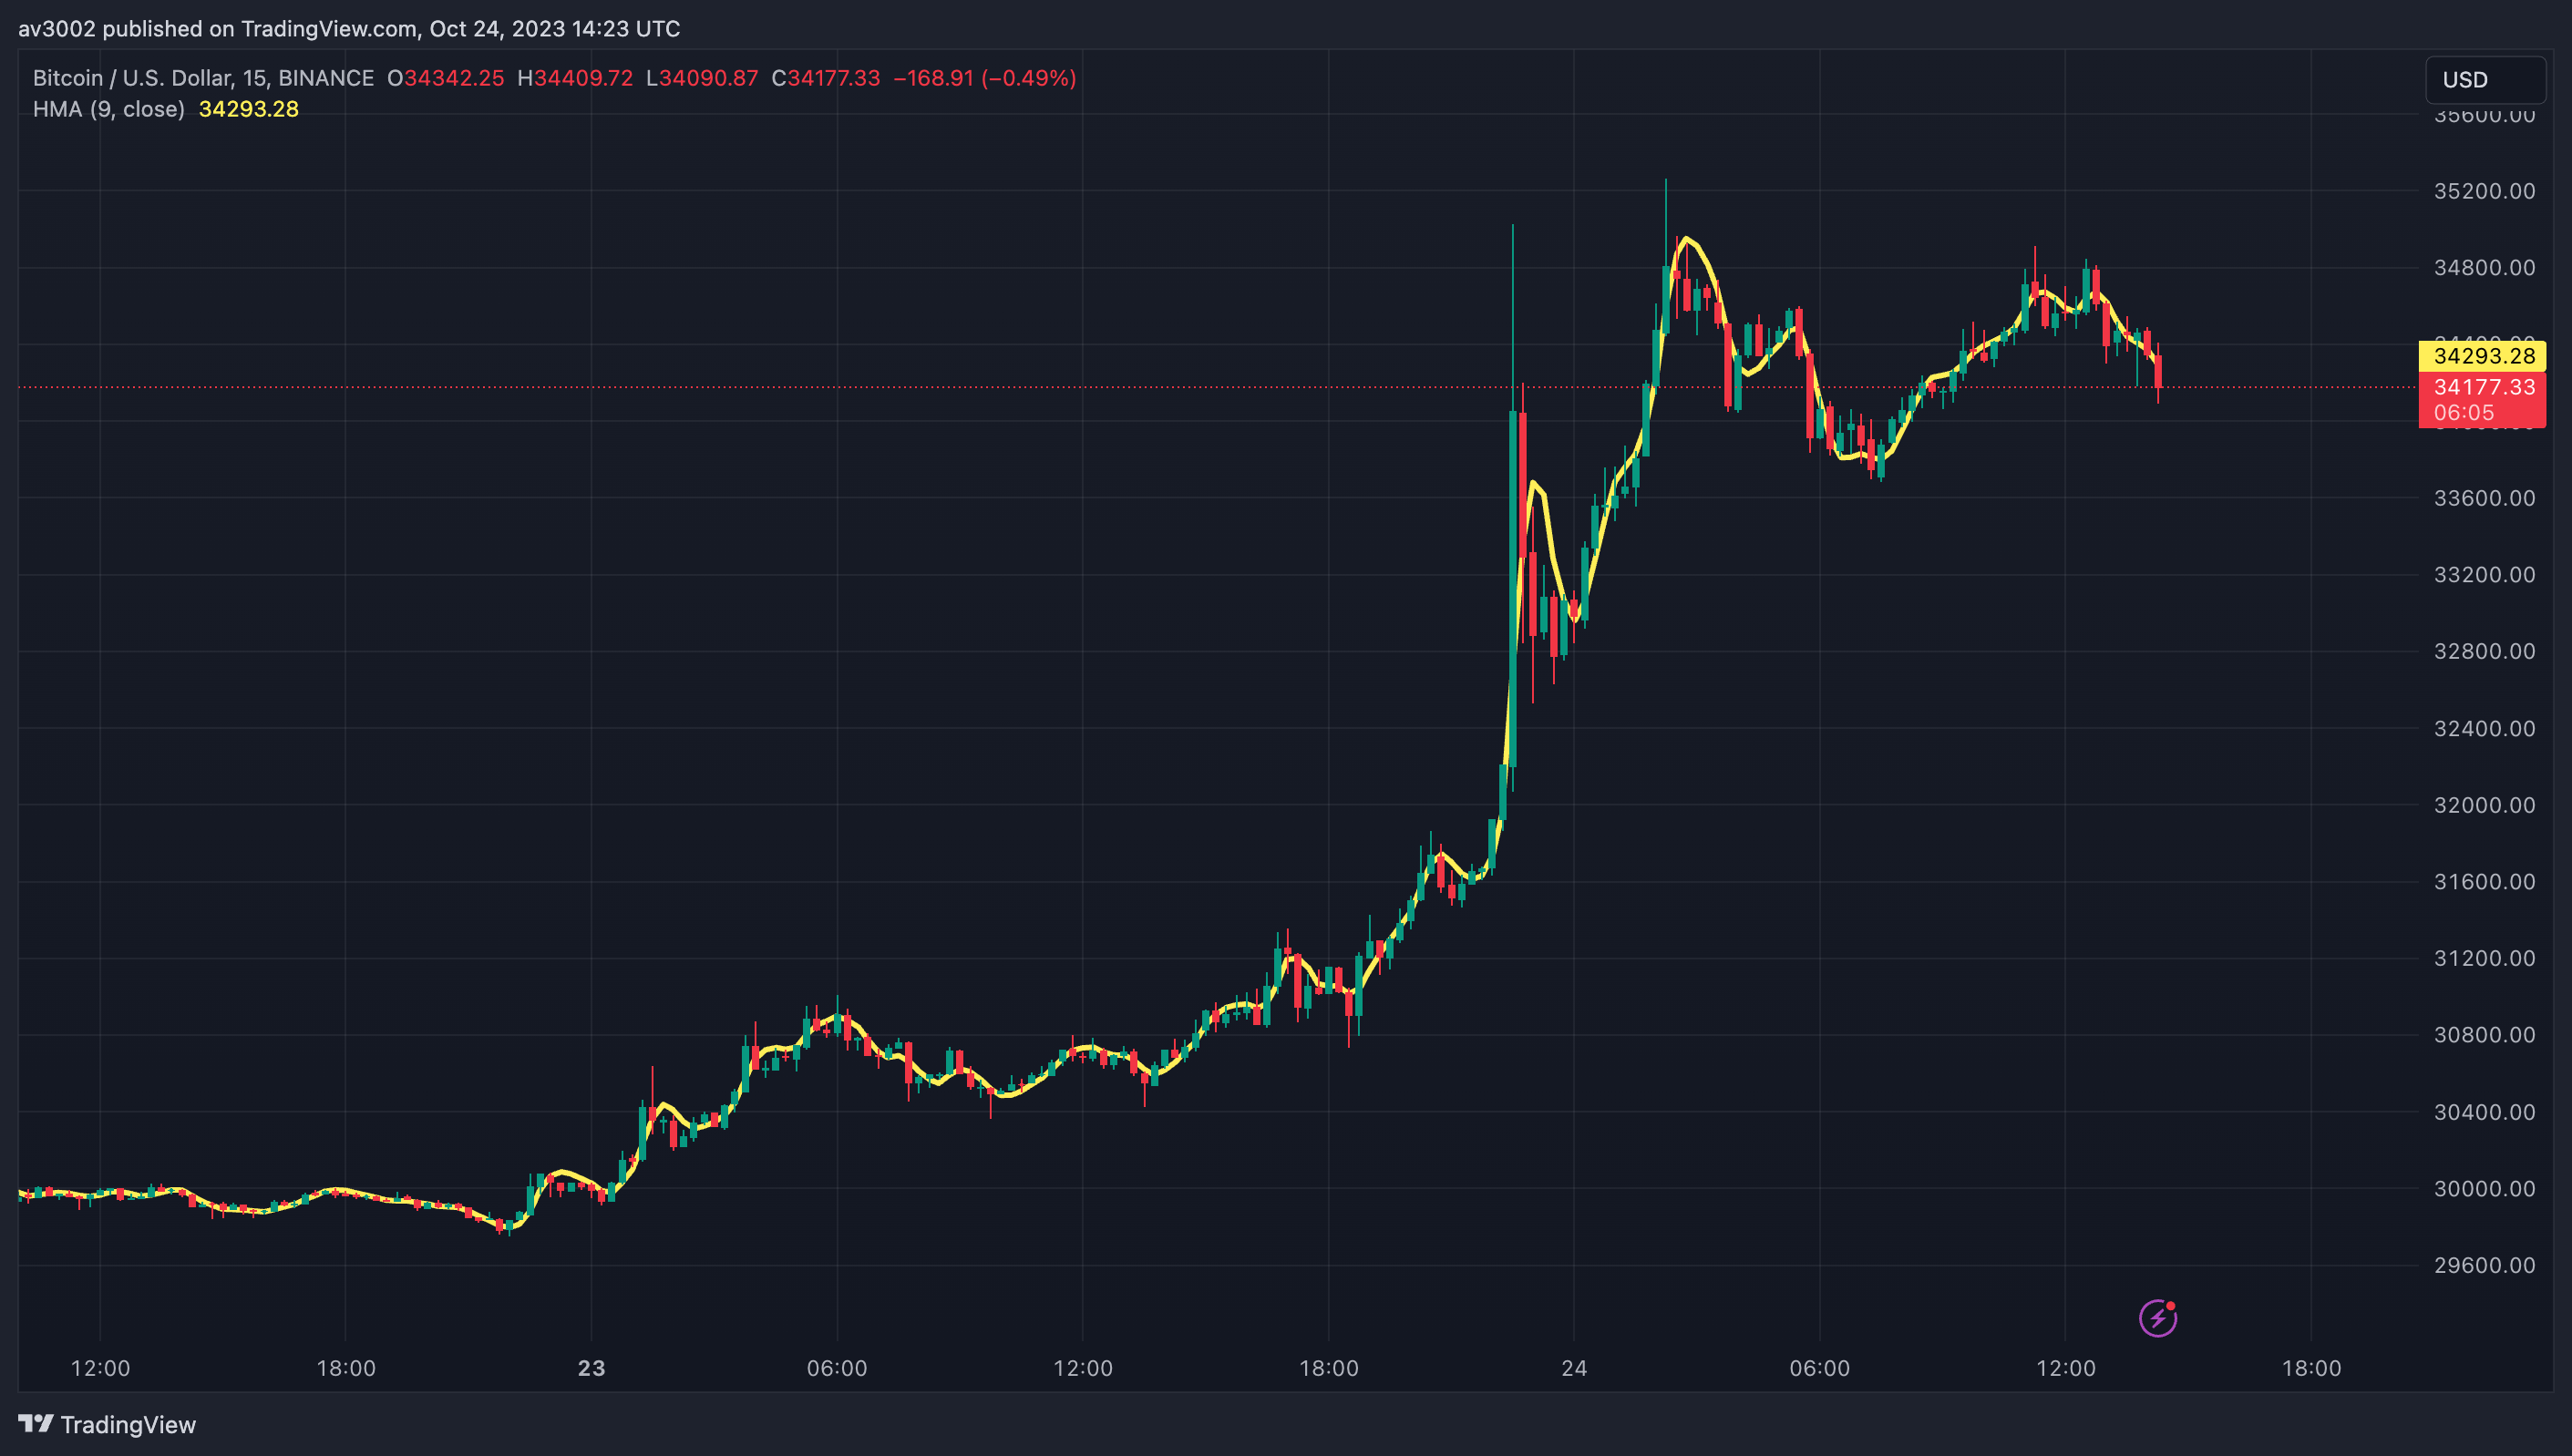 av3002 published on TradingView.com, Oct 24, 2023 14:23 UTC
Bitcoin / U.S. Dollar, 15, BINANCE O34342.25 H34409.72 L34090.87 C34177.33 −168.91 (−0.49%)
HMA (9, close) 34293.28
USD
35600.00
35200.00
34800.00
34293.28
34177.33
06:05
33600.00
33200.00
32800.00
32400.00
32000.00
31600.00
31200.00
30800.00
30400.00
30000.00
29600.00
12:00 18:00 23 06:00 12:00 18:00 24 06:00 12:00 18:00
TradingView